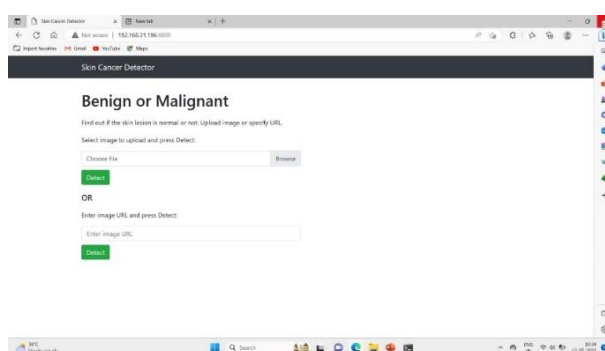 Skin Cancer Detector
New tab
Not secure | 192.168.31.196:8000
Import favorites Gmail YouTube Maps
Skin Cancer Detector
Benign or Malignant
Find out if the skin lesion is normal or not. Upload image or specify URL.
Select image to upload and press Detect:
Choose file Browse
Detect
OR
Enter image URL and press Detect:
Enter image URL
Detect
30°C
Search
ENG